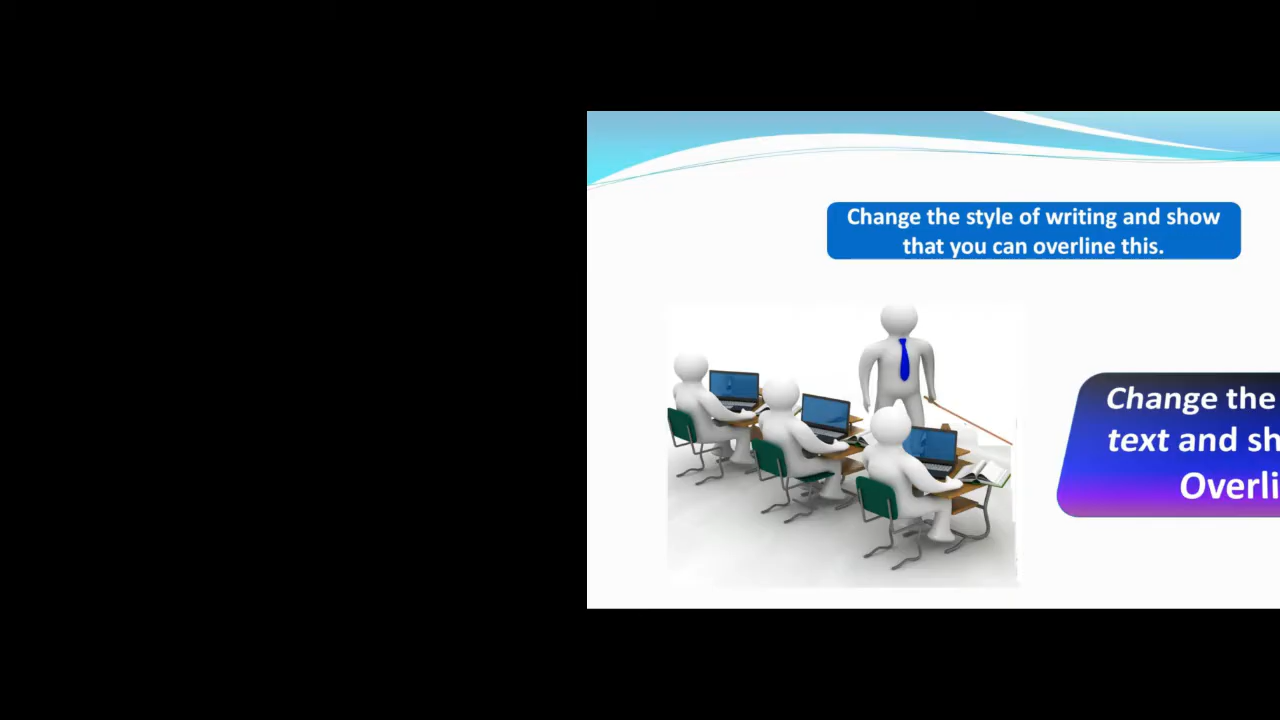 Change the style of writing and show
that you can overline this.
Change the
text and sh
Overli